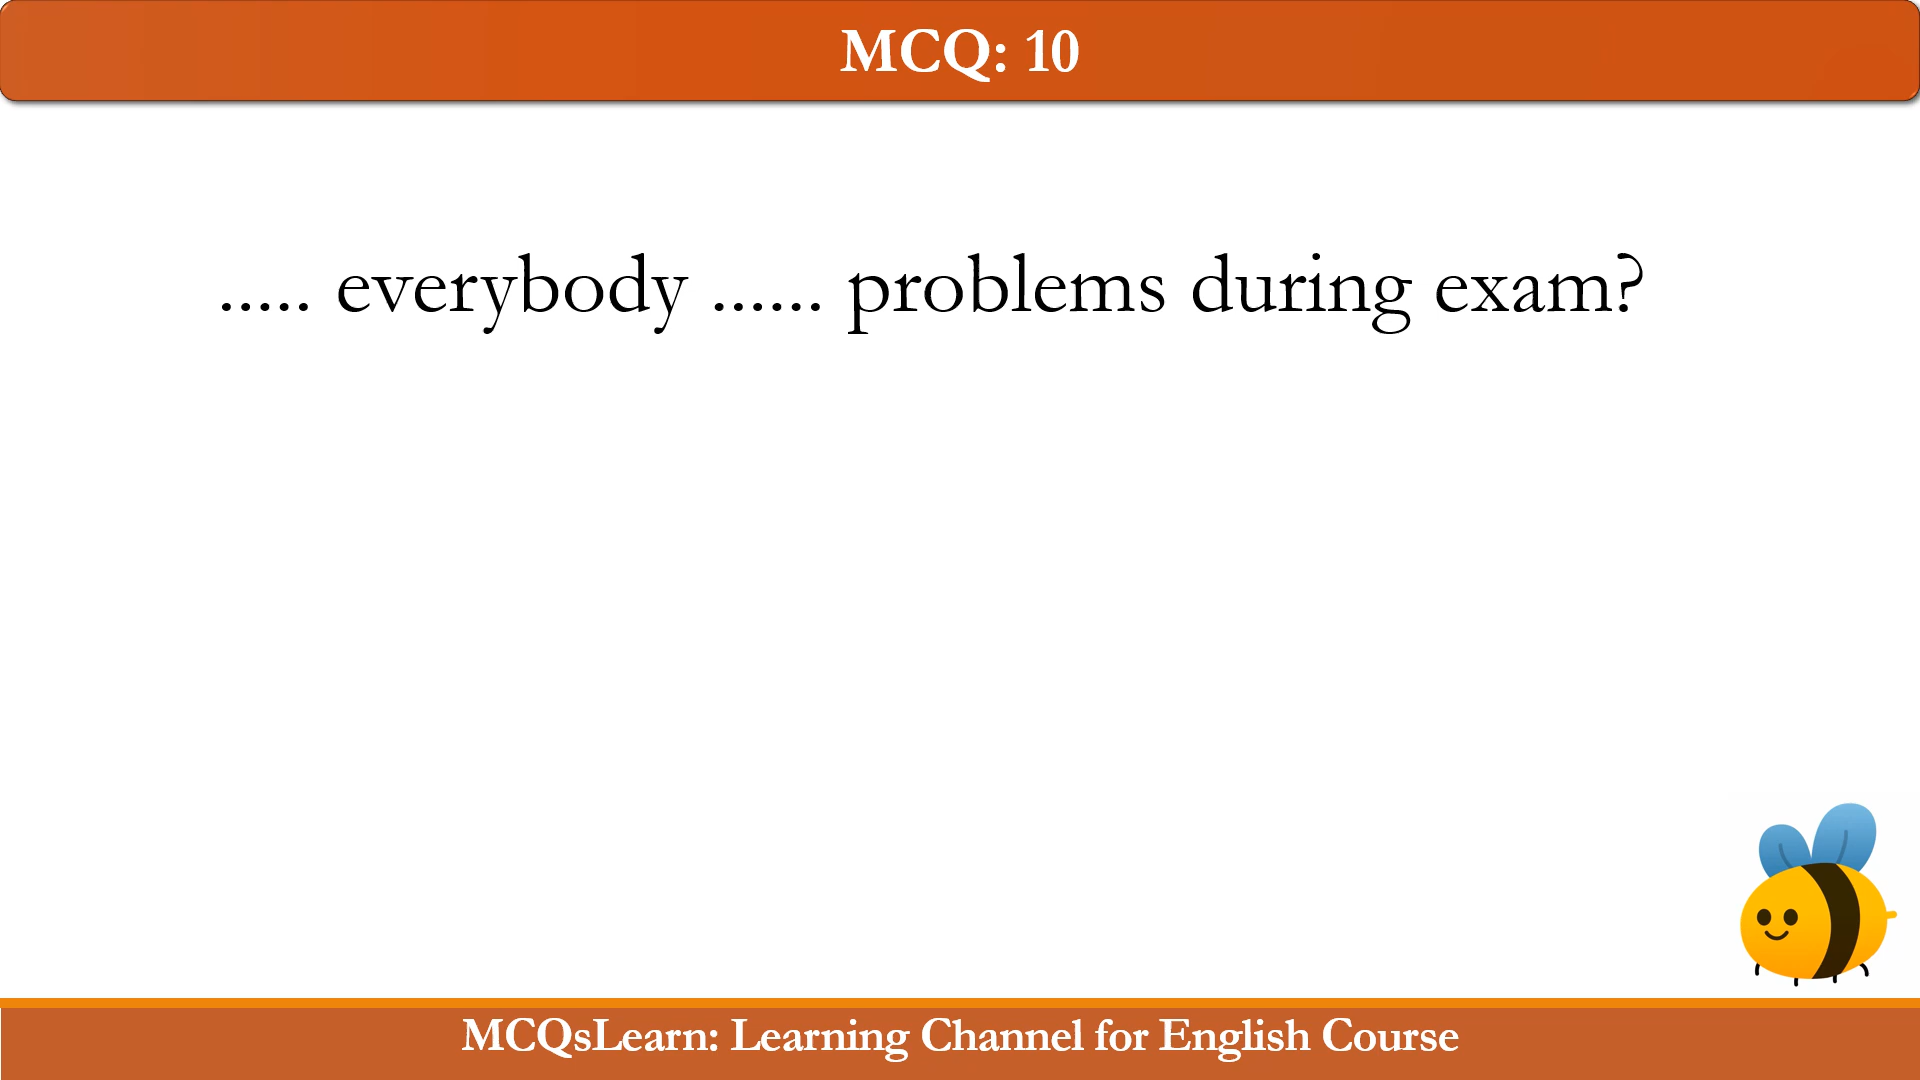 MCQ: 10
..... everybody ...... problems during exam?
MCQsLearn: Learning Channel for English Course